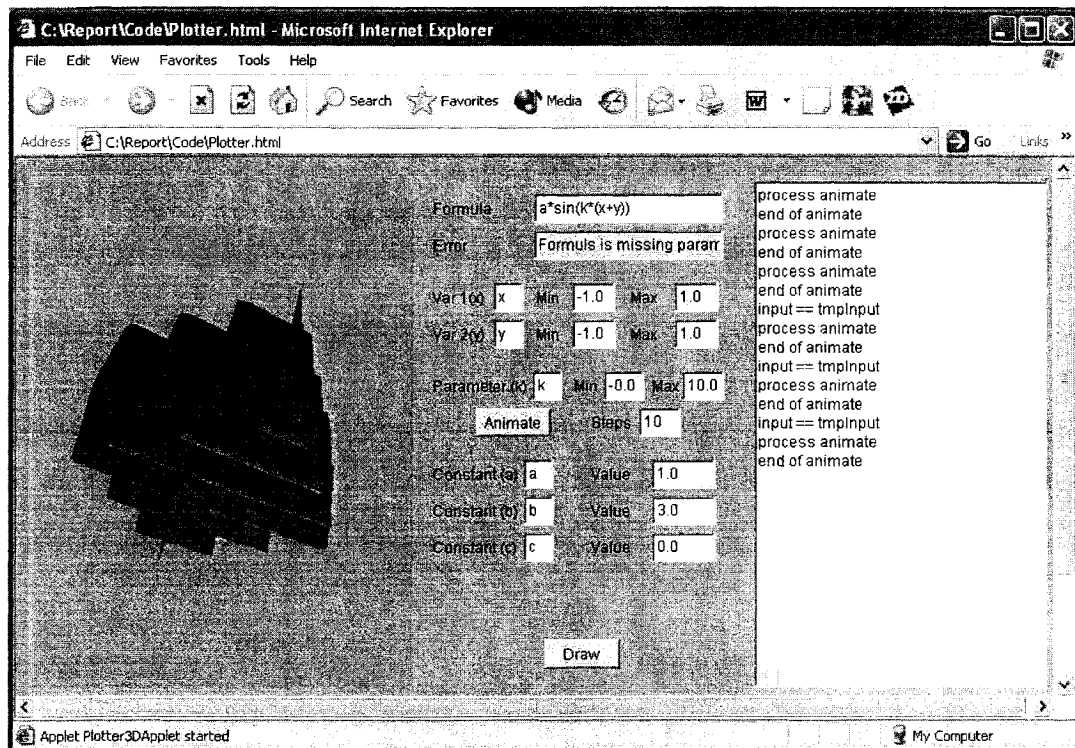 C:\Report\Code\Plotter.html - Microsoft Internet Explorer
File Edit View Favorites Tools Help
Back Search Favorites Media
Address C:\Report\Code\Plotter.html Go Links »
Formula a*sin(k*(x+y))
Error Formuls is missing param
Var 1(x) x Min -1.0 Max 1.0
Var 2(y) y Min -1.0 Max 1.0
Parameter (k) k Min -0.0 Max 10.0
Animate Steps 10
Constant (a) a Value 1.0
Constant (b) b Value 3.0
Constant (c) c Value 0.0
Draw
process animate
end of animate
process animate
end of animate
process animate
end of animate
input == tmpInput
process animate
end of animate
input == tmpInput
process animate
end of animate
input == tmpInput
process animate
end of animate
Applet Plotter3DApplet started My Computer